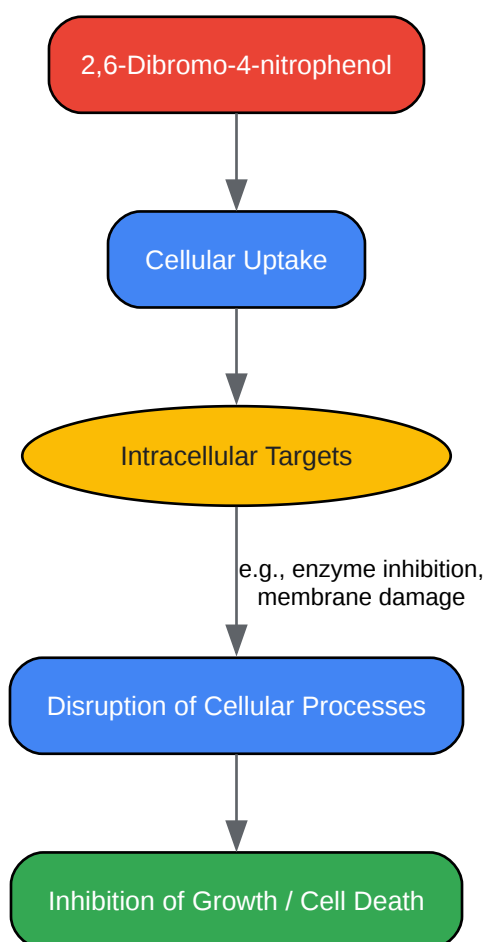 2,6-Dibromo-4-nitrophenol
Cellular Uptake
Intracellular Targets
e.g., enzyme inhibition,
membrane damage
Disruption of Cellular Processes
Inhibition of Growth / Cell Death